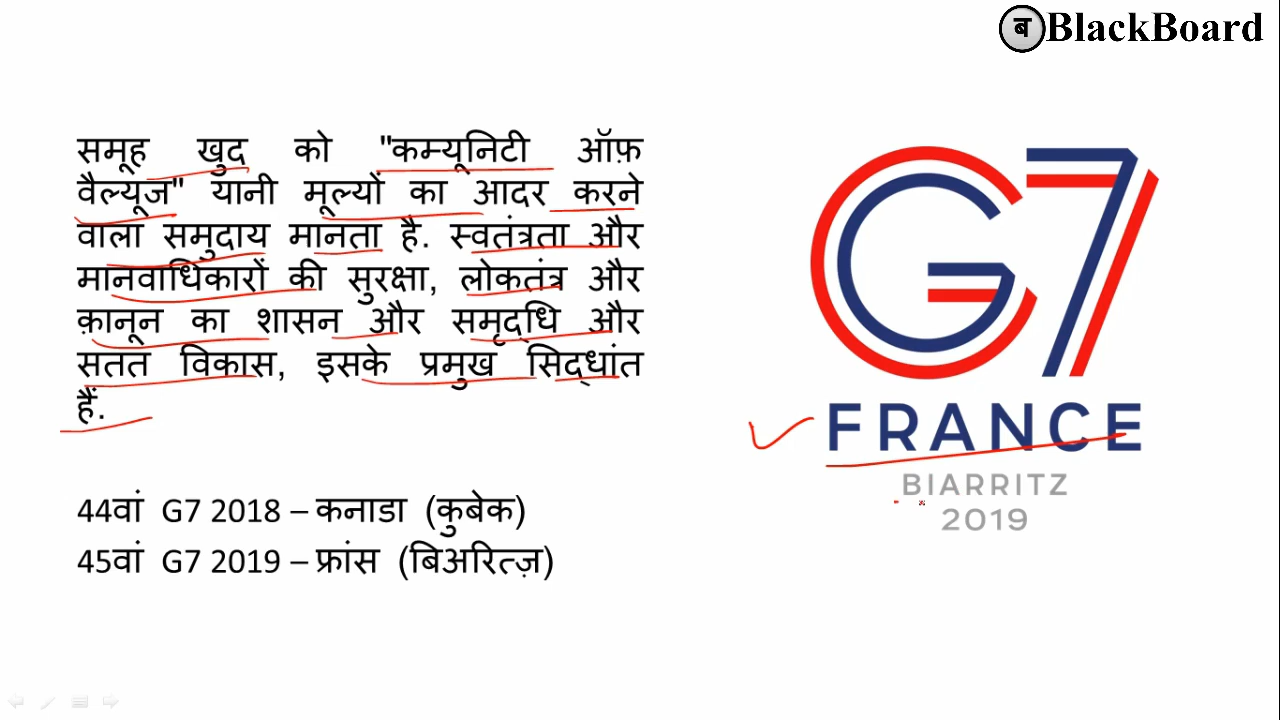 ब BlackBoard
समूह खुद को "कम्यूनिटी ऑफ़
वैल्यूज" यानी मूल्यों का आदर करने
वाला समुदाय मानता है. स्वतंत्रता और
मानवाधिकारों की सुरक्षा, लोकतंत्र और
क़ानून का शासन और समृद्धि और
सतत विकास, इसके प्रमुख सिद्धांत
हैं.
44वां G7 2018 – कनाडा (कुबेक)
45वां G7 2019 – फ्रांस (बिअरित्ज़)
G7
FRANCE
BIARRITZ
2019